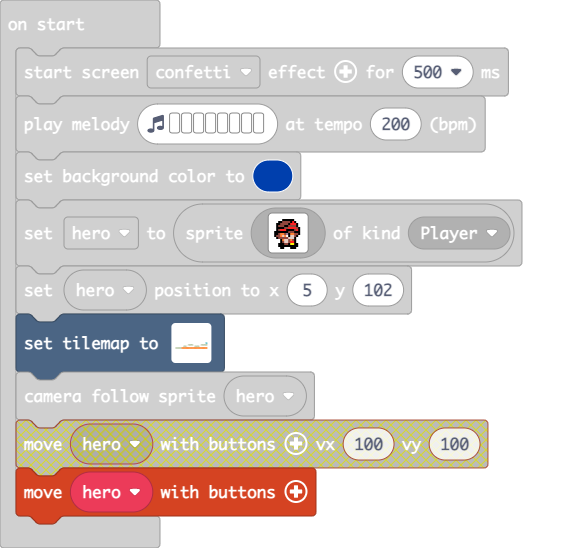 on start
start screen confetti effect for 500 ms
play melody at tempo 200 (bpm)
set background color to
set hero to sprite of kind Player
set hero position to x 5 y 102
set tilemap to
camera follow sprite hero
move hero with buttons vx 100 vy 100
move hero with buttons